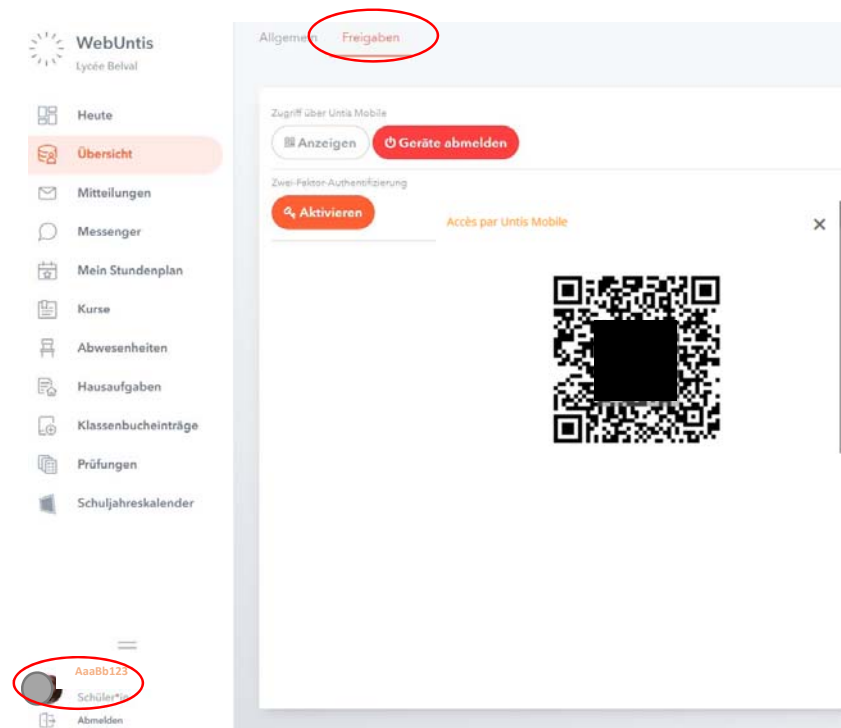 WebUntis
Lycée Belval
Heute
Übersicht
Mitteilungen
Messenger
Mein Stundenplan
Kurse
Abwesenheiten
Hausaufgaben
Klassenbucheinträge
Prüfungen
Schuljahreskalender
AaaBb123
Schüler*in
Abmelden
Allgemein Freigaben
Zugriff über Untis Mobile
Anzeigen Geräte abmelden
Zwei-Faktor-Authentifizierung
Aktivieren
Accès par Untis Mobile